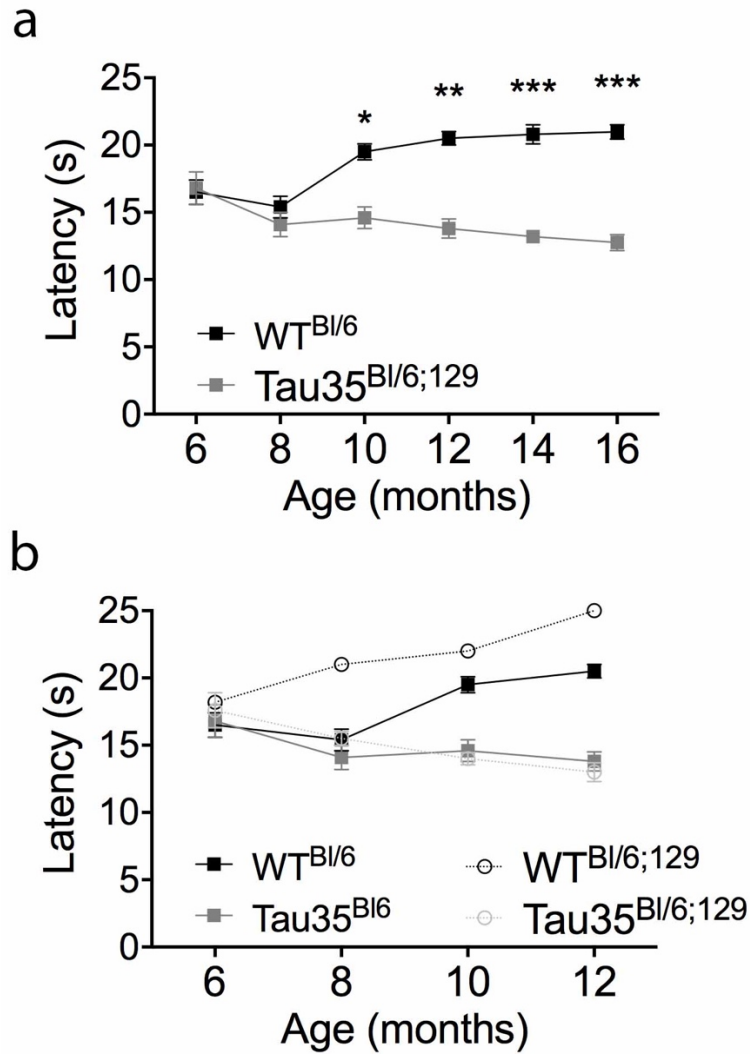 a
25
20
15
10
5
0
Latency (s)
* ** *** ***
WT^Bl/6
Tau35^Bl/6;129
6 8 10 12 14 16
Age (months)
b
25
20
15
10
5
0
Latency (s)
WT^Bl/6 WT^Bl/6;129
Tau35^Bl6 Tau35^Bl/6;129
6 8 10 12
Age (months)